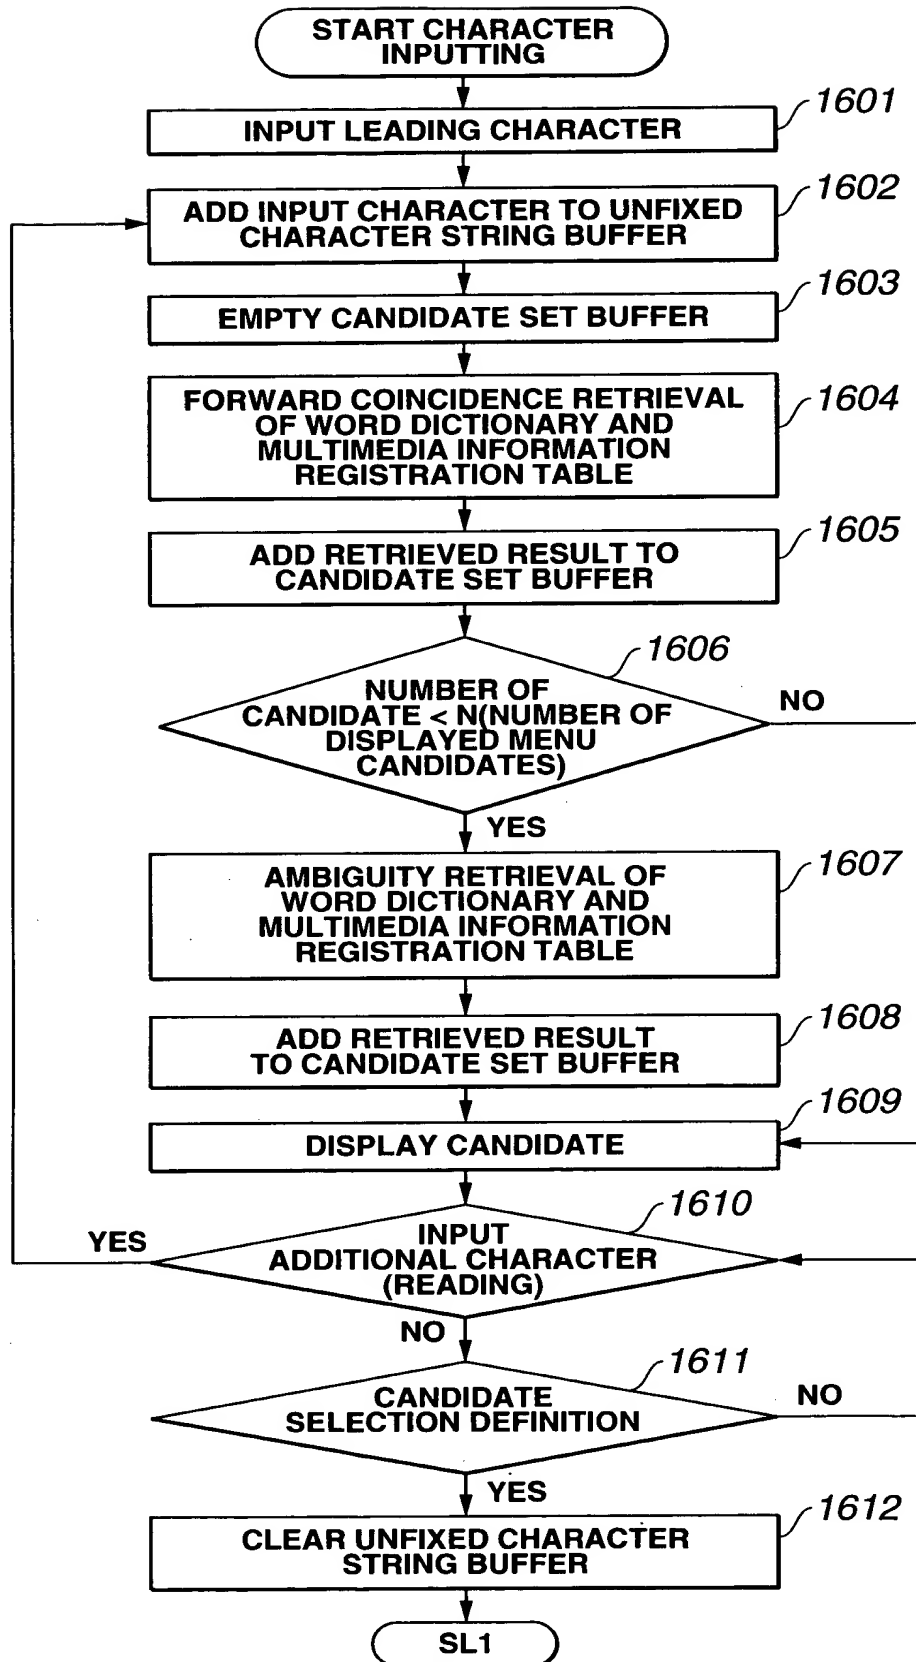 START CHARACTER
INPUTTING
1601
INPUT LEADING CHARACTER
1602
ADD INPUT CHARACTER TO UNFIXED
CHARACTER STRING BUFFER
1603
EMPTY CANDIDATE SET BUFFER
1604
FORWARD COINCIDENCE RETRIEVAL
OF WORD DICTIONARY AND
MULTIMEDIA INFORMATION
REGISTRATION TABLE
1605
ADD RETRIEVED RESULT TO
CANDIDATE SET BUFFER
1606
NUMBER OF
CANDIDATE < N(NUMBER OF
DISPLAYED MENU
CANDIDATES)
NO
YES
1607
AMBIGUITY RETRIEVAL OF
WORD DICTIONARY AND
MULTIMEDIA INFORMATION
REGISTRATION TABLE
1608
ADD RETRIEVED RESULT
TO CANDIDATE SET BUFFER
1609
DISPLAY CANDIDATE
1610
YES
INPUT
ADDITIONAL CHARACTER
(READING)
NO
1611
CANDIDATE
SELECTION DEFINITION
NO
YES
1612
CLEAR UNFIXED CHARACTER
STRING BUFFER
SL1